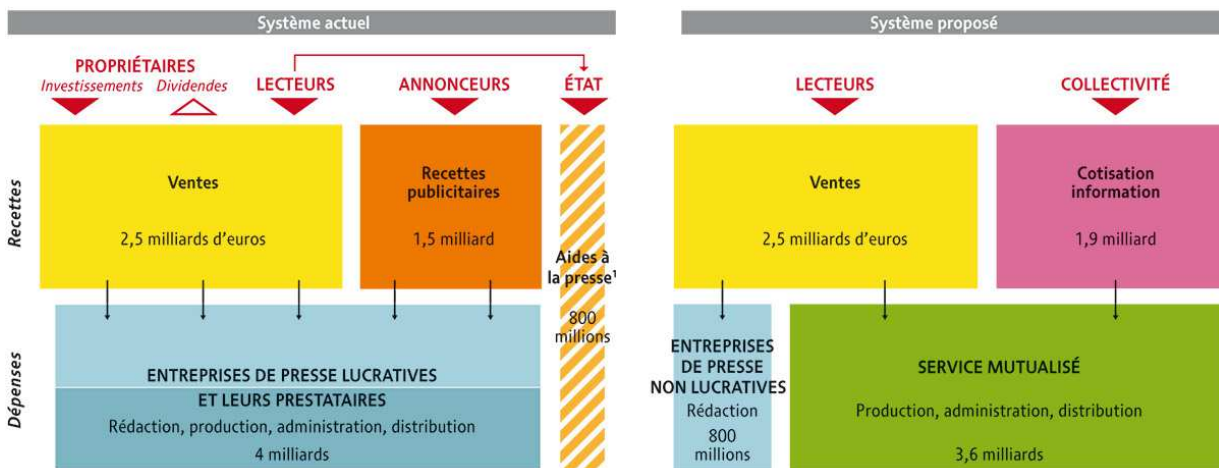 Système actuel
PROPRIÉTAIRES
Investissements Dividendes
LECTEURS
ANNONCEURS
ÉTAT
Recettes
Ventes
2,5 milliards d'euros
Recettes
publicitaires
1,5 milliard
Aides à
la presse¹
800
millions
Dépenses
ENTREPRISES DE PRESSE LUCRATIVES
ET LEURS PRESTATAIRES
Rédaction, production, administration, distribution
4 milliards
Système proposé
LECTEURS
COLLECTIVITÉ
Ventes
2,5 milliards d'euros
Cotisation
information
1,9 milliard
ENTREPRISES
DE PRESSE
NON LUCRATIVES
Rédaction
800
millions
SERVICE MUTUALISÉ
Production, administration, distribution
3,6 milliards